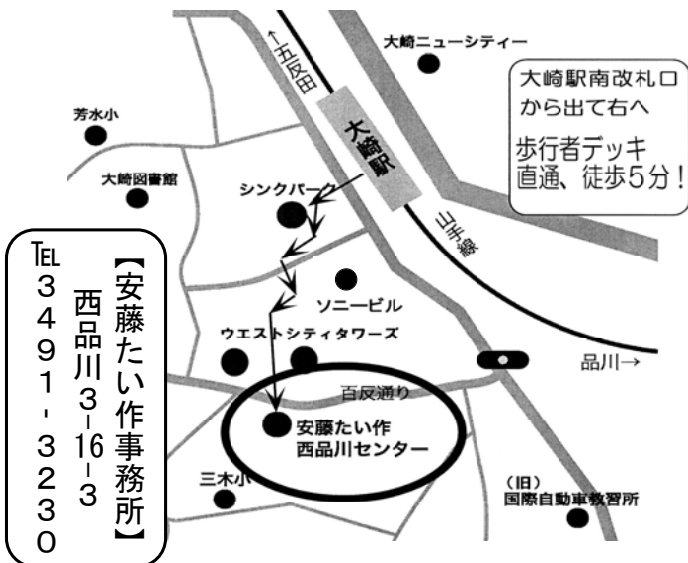 ←五反田
大崎ニューシティー
大崎駅南改札口
から出て右へ
歩行者デッキ
直通、徒歩5分！
芳水小
大崎駅
大崎図書館
シンクパーク
山手線
ソニービル
ウエストシティタワーズ
品川→
百反通り
安藤たい作
西品川センター
三木小
（旧）
国際自動車教習所
【安藤たい作事務所】
西品川3-16-3
℡3491-3230